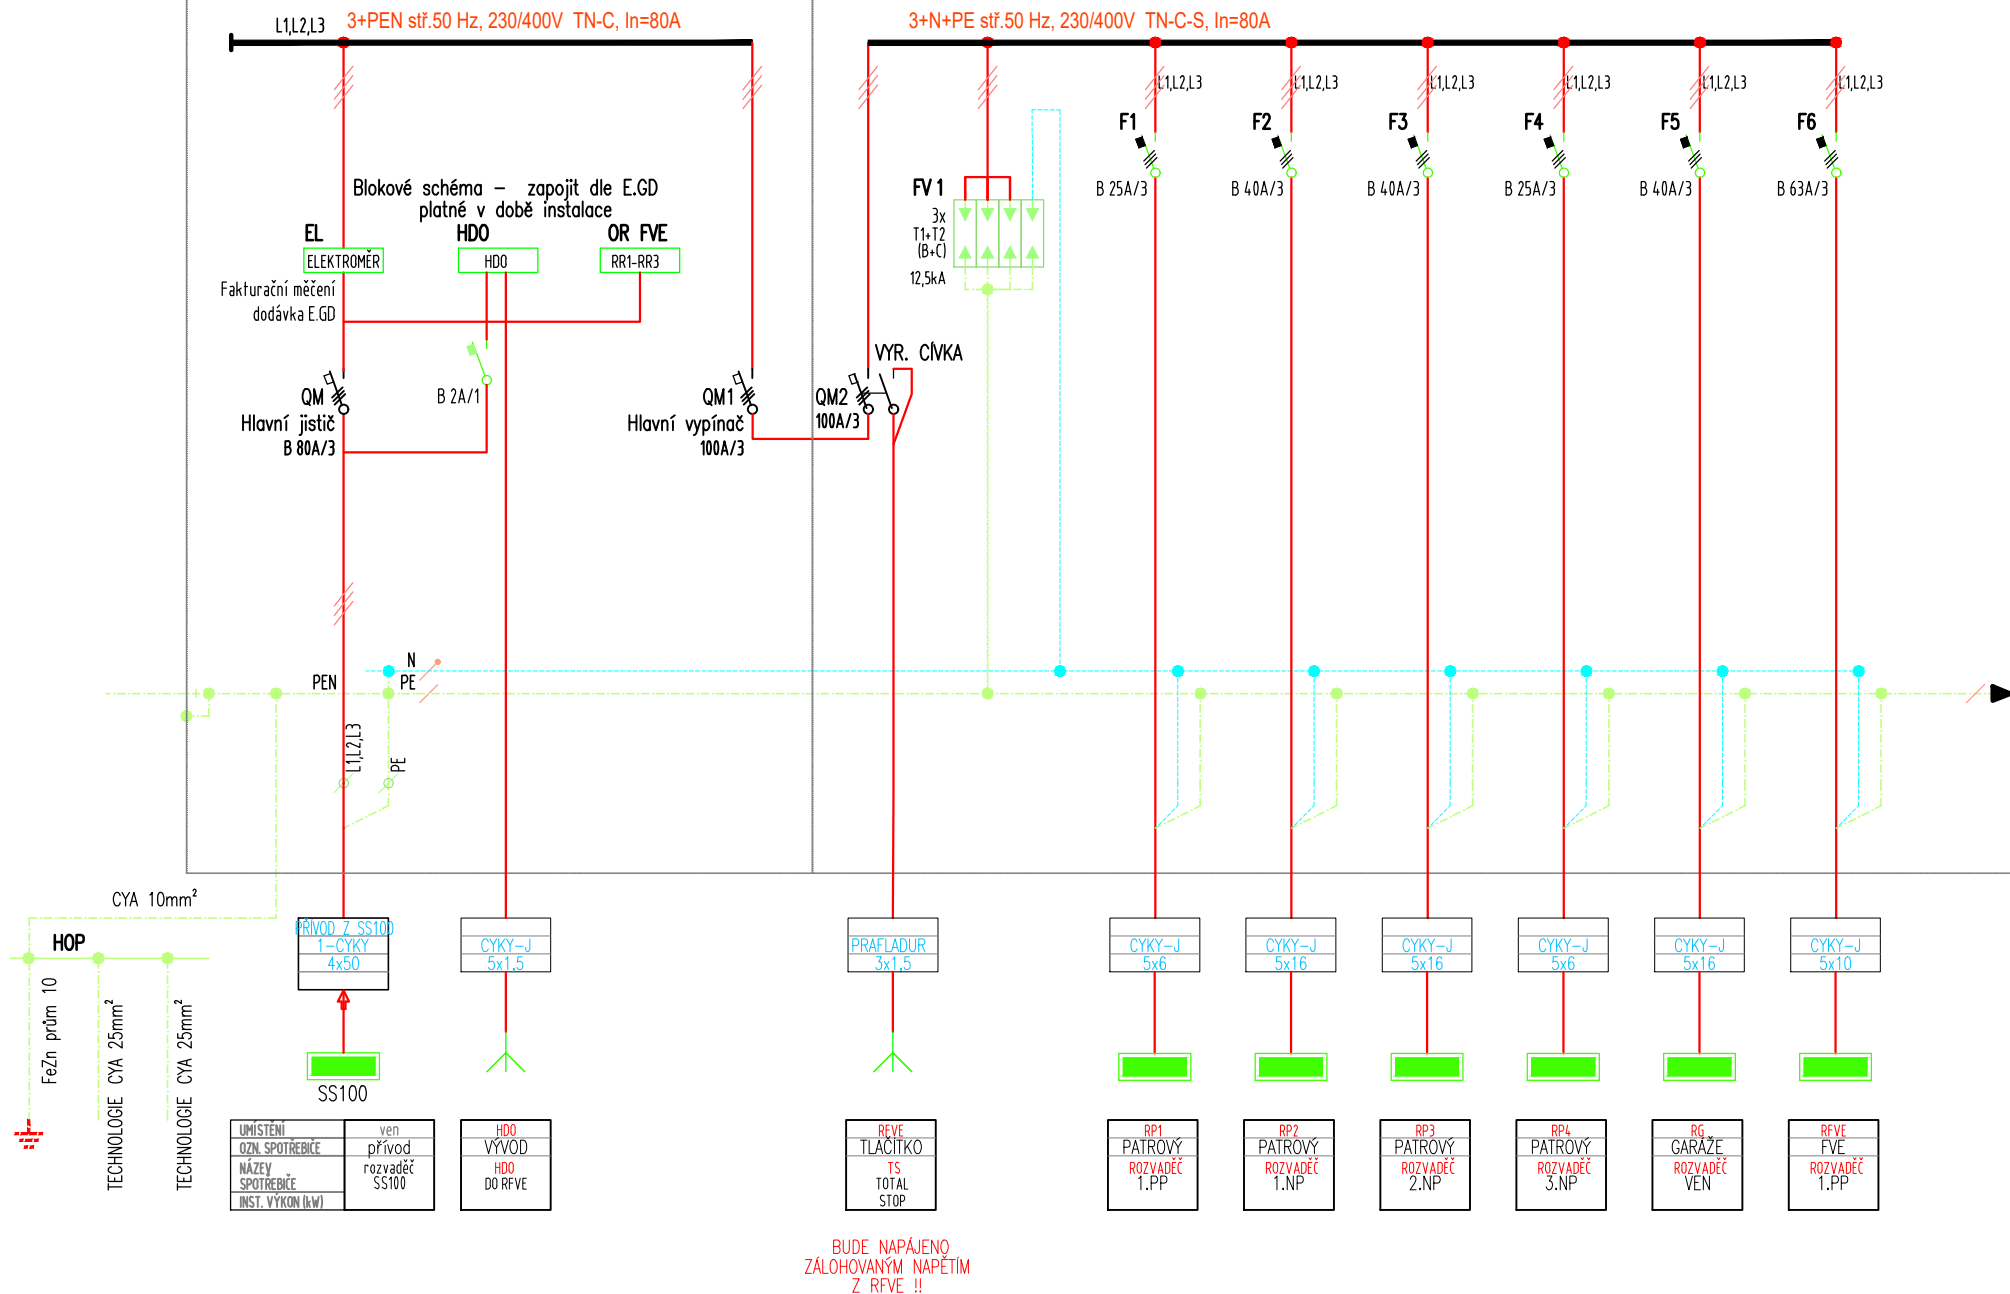 L1,L2,L3
3+PEN stř.50 Hz, 230/400V TN-C, In=80A
3+N+PE stř.50 Hz, 230/400V TN-C-S, In=80A
L1,L2,L3
L1,L2,L3
L1,L2,L3
L1,L2,L3
L1,L2,L3
L1,L2,L3
F1
F2
F3
F4
F5
F6
B 25A/3
B 40A/3
B 40A/3
B 25A/3
B 40A/3
B 63A/3
Blokové schéma – zapojit dle E.GD
platné v době instalace
EL
HDO
OR FVE
ELEKTROMĚR
HDO
RR1-RR3
Fakturační měčení
dodávka E.GD
FV 1
3x
T1+T2
(B+C)
12,5kA
VYR. CÍVKA
QM
Hlavní jistič
B 80A/3
B 2A/1
QM1
Hlavní vypínač
100A/3
QM2
100A/3
N
PEN
PE
L1,L2,L3
PE
CYA 10mm²
HOP
FeZn prům 10
TECHNOLOGIE CYA 25mm²
TECHNOLOGIE CYA 25mm²
PŘÍVOD Z SS100
1-CYKY
4x50
CYKY-J
5x1,5
PRAFLADUR
3x1,5
CYKY-J
5x6
CYKY-J
5x16
CYKY-J
5x16
CYKY-J
5x6
CYKY-J
5x16
CYKY-J
5x10
SS100
UMÍSTĚNÍ
OZN. SPOTŘEBIČE
NÁZEV
SPOTŘEBIČE
INST. VÝKON (kW)
ven
přívod
rozvaděč
SS100
HDO
VÝVOD
HDO
DO RFVE
RFVE
TLAČÍTKO
TS
TOTAL
STOP
RP1
PATROVÝ
ROZVADĚČ
1.PP
RP2
PATROVÝ
ROZVADĚČ
1.NP
RP3
PATROVÝ
ROZVADĚČ
2.NP
RP4
PATROVÝ
ROZVADĚČ
3.NP
RG
GARÁŽE
ROZVADĚČ
VEN
RFVE
FVE
ROZVADĚČ
1.PP
BUDE NAPÁJENO
ZÁLOHOVANÝM NAPĚTÍM
Z RFVE !!